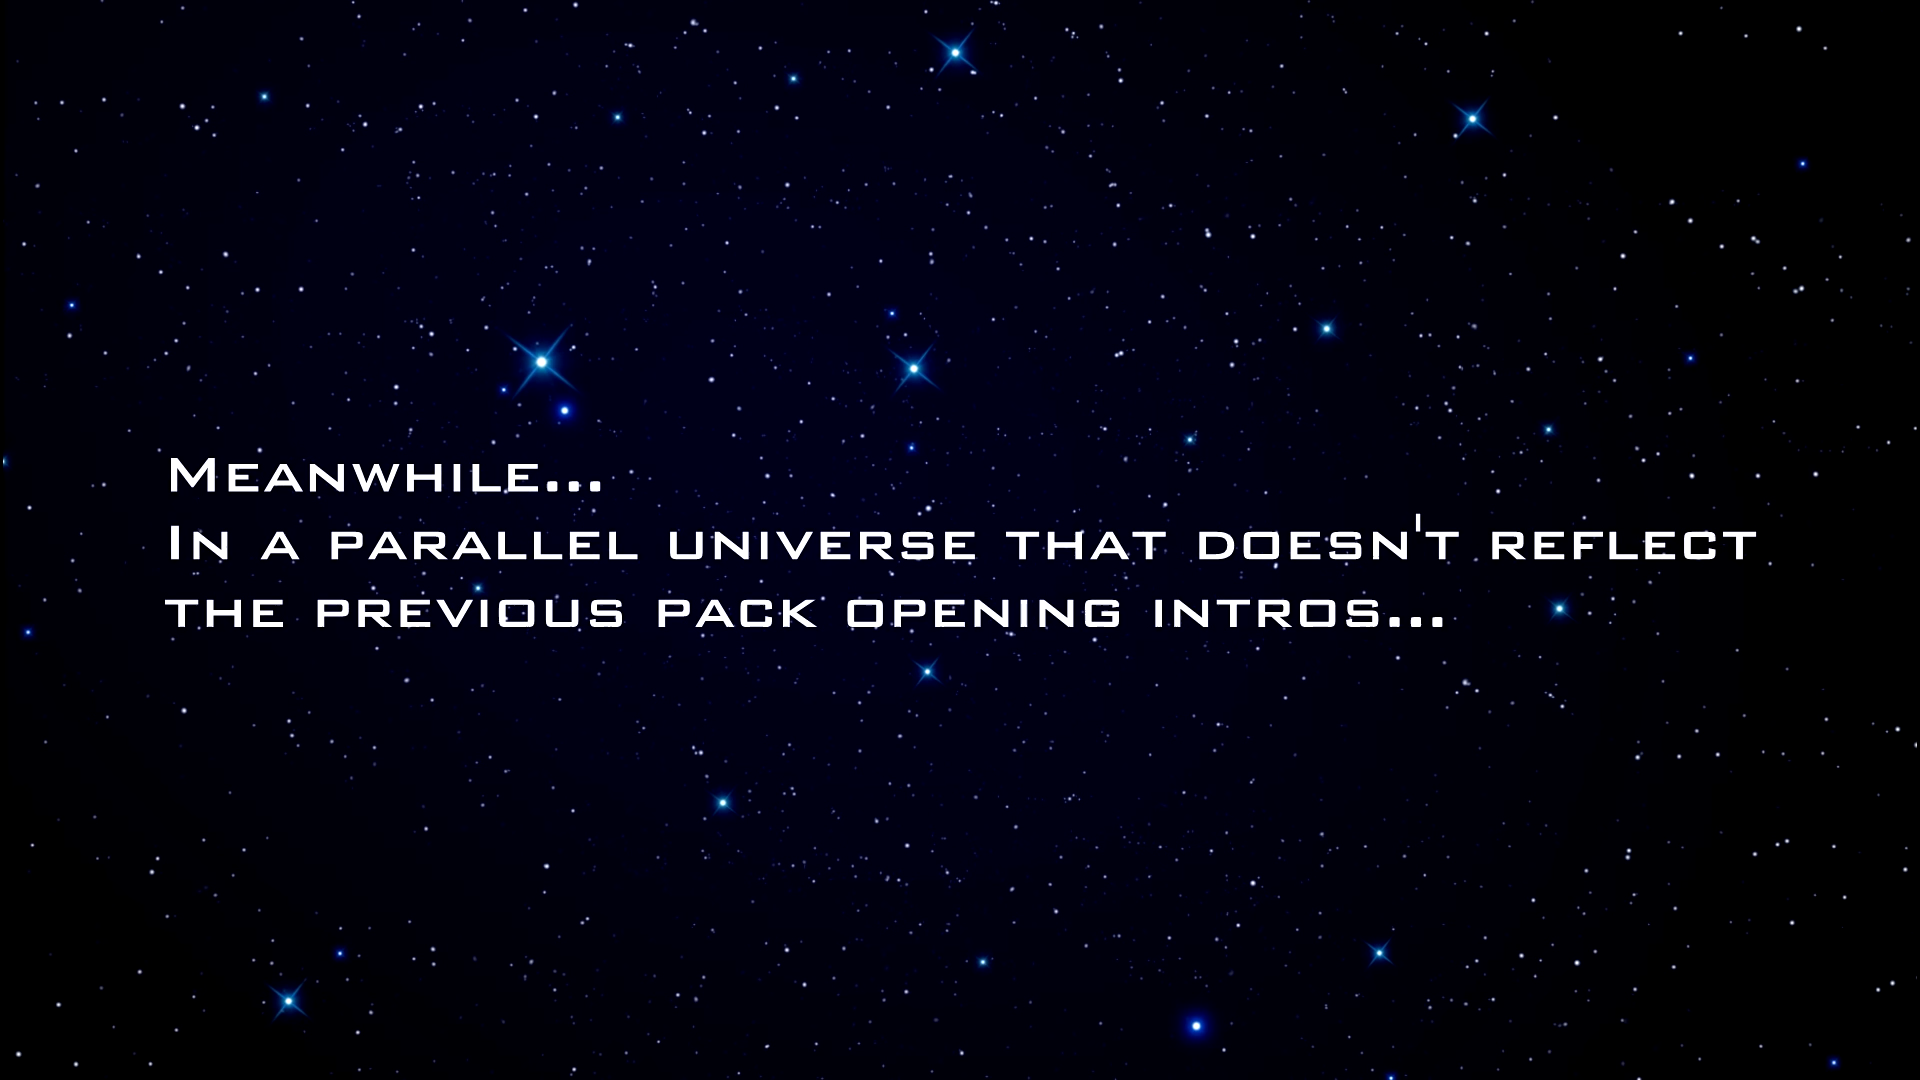 Meanwhile...
In a parallel universe that doesn't reflect
the previous pack opening intros...